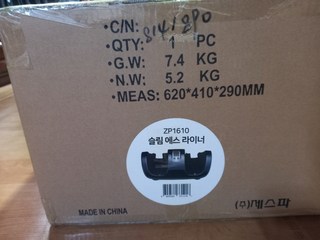 ·C/N: 814/890
·QTY: 1 PC
·G.W: 7.4 KG
·N.W: 5.2 KG
·MEAS: 620*410*290MM
ZP1610
슬림 에스 라이너
MADE IN CHINA
(주)제스파